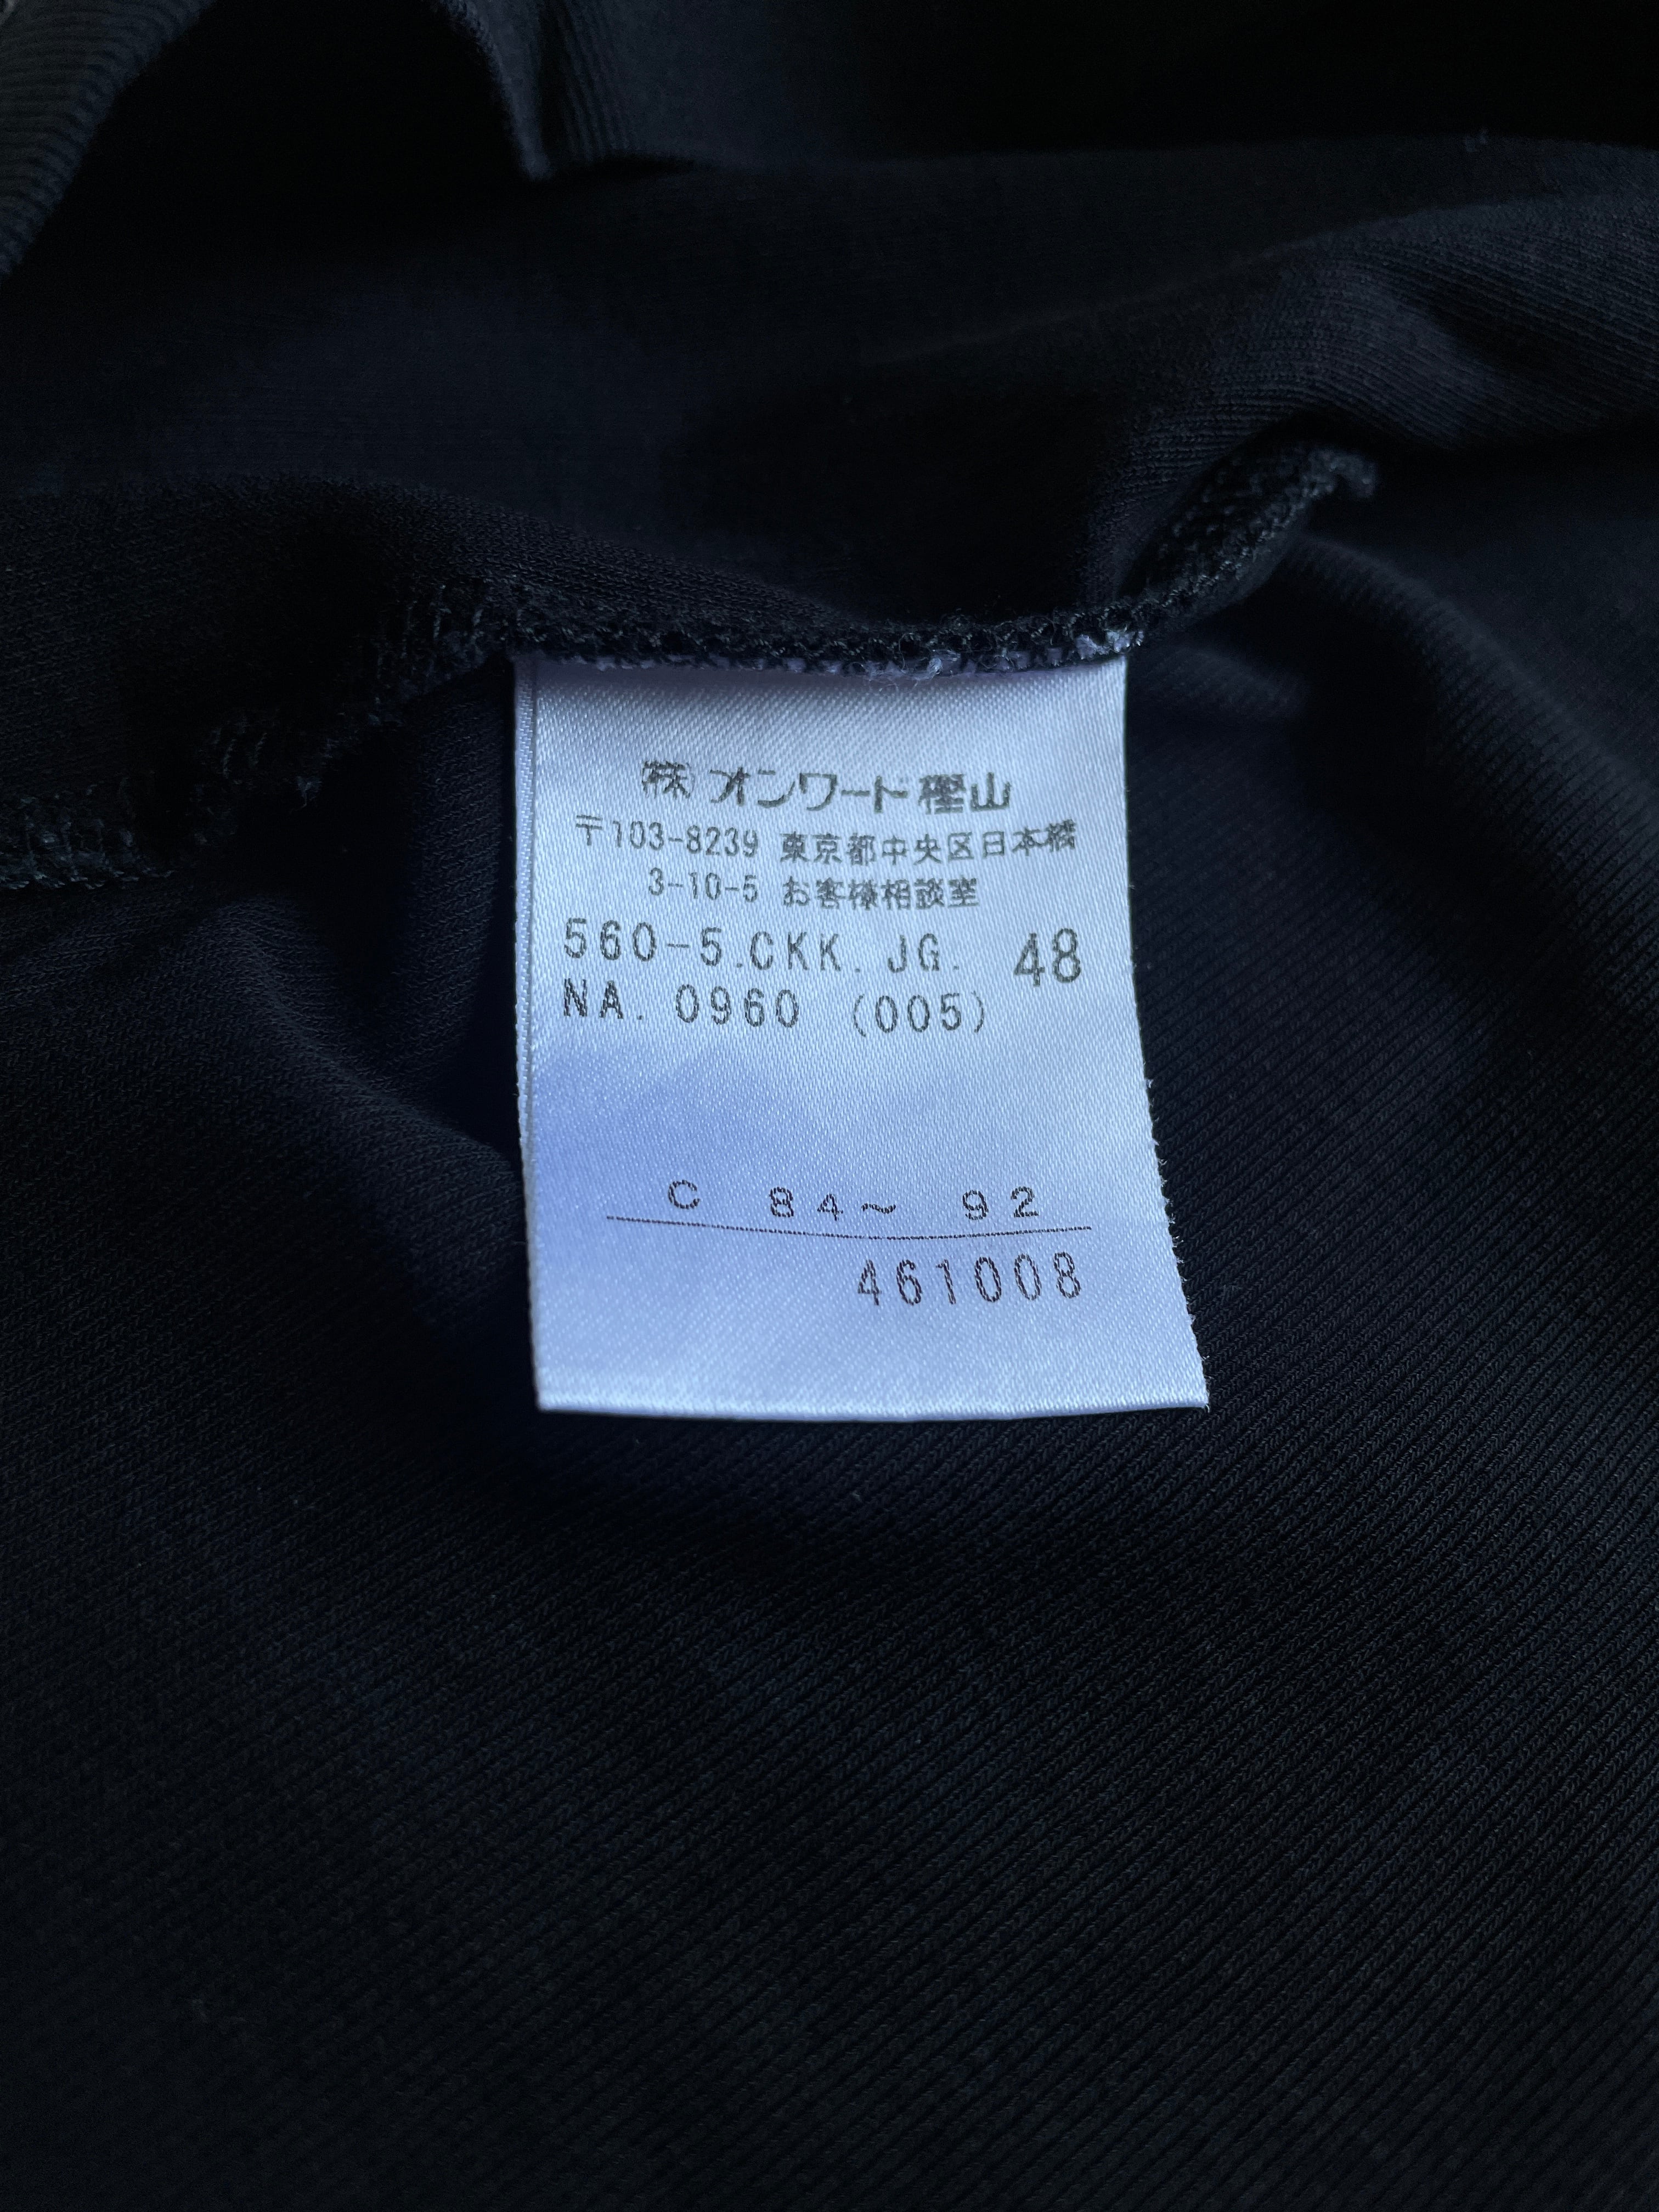 ㈱オンワード樫山
〒103-8239 東京都中央区日本橋
3-10-5 お客様相談室
560-5.CKK. JG. 48
NA. 0960 (005)
C 84~ 92
461008